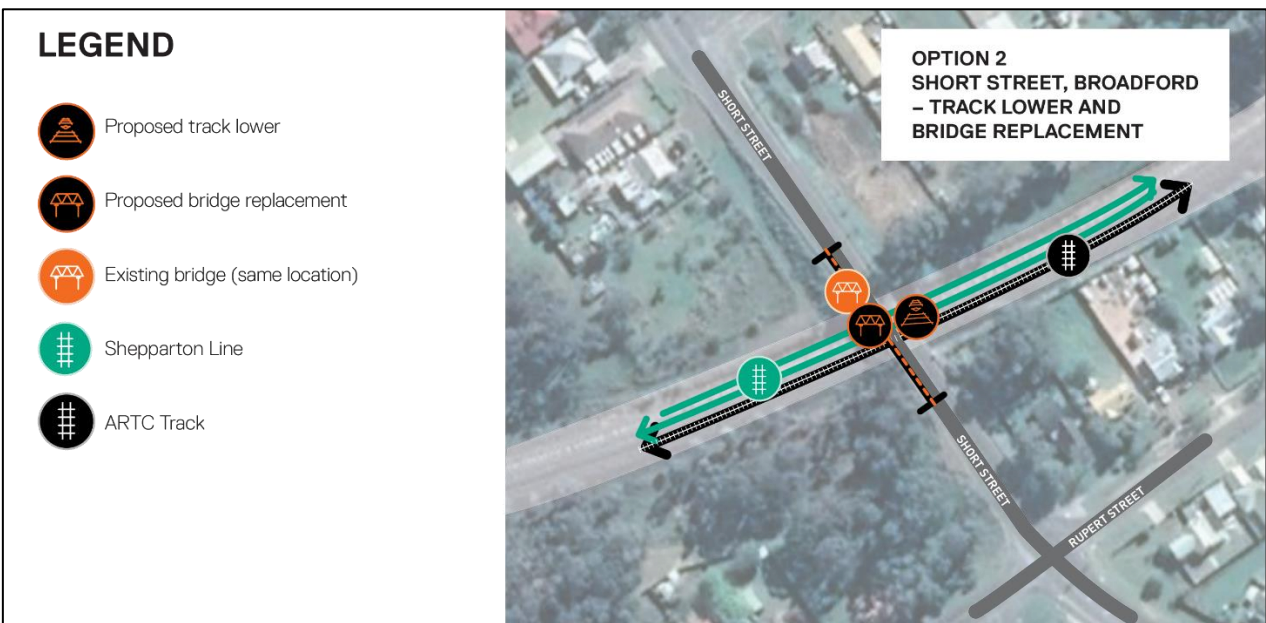 LEGEND
Proposed track lower
Proposed bridge replacement
Existing bridge (same location)
Shepparton Line
ARTC Track
OPTION 2
SHORT STREET, BROADFORD
– TRACK LOWER AND
BRIDGE REPLACEMENT
SHORT STREET
SHORT STREET
RUPERT STREET